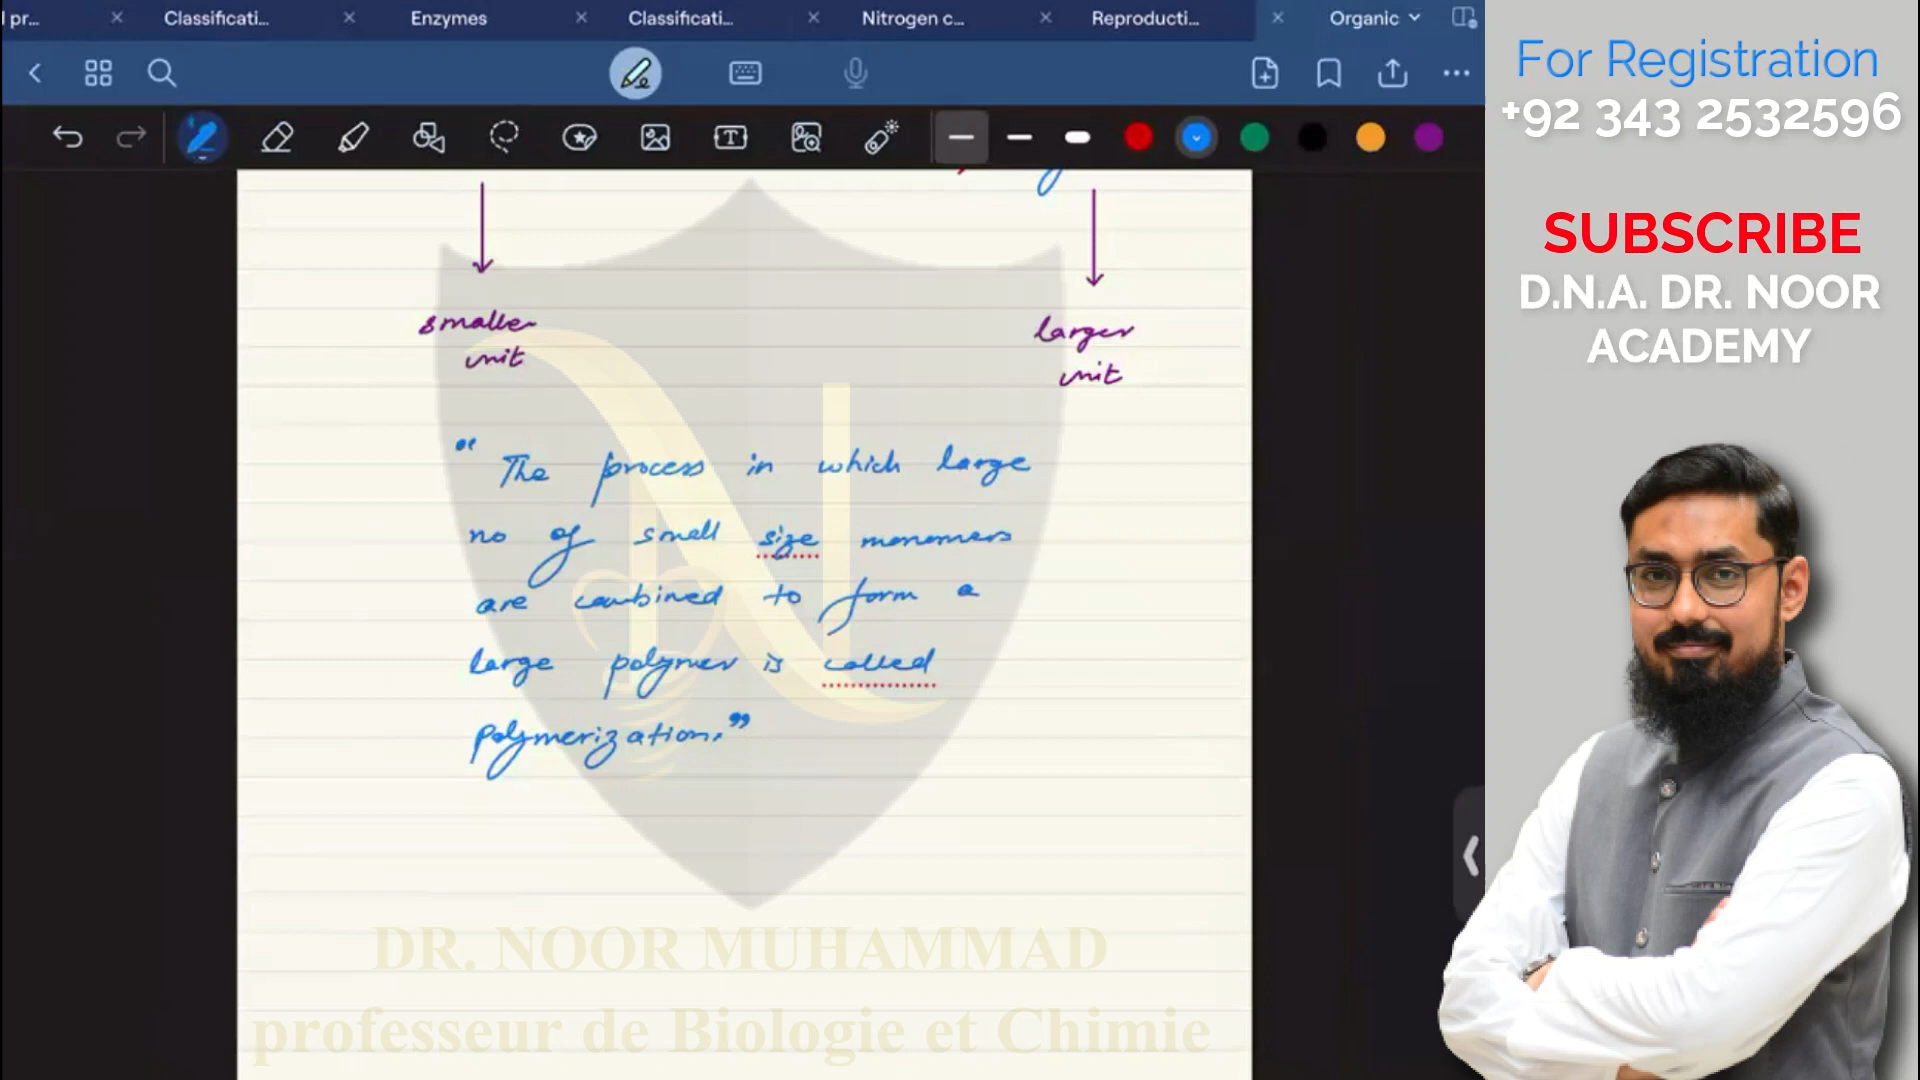 l pr...
Classificati...
Enzymes
Classificati...
Nitrogen c...
Reproducti...
Organic
smaller
unit
larger
unit
" The process in which large
no of small size monomers
are combined to form a
large polymer is called
polymerization."
DR. NOOR MUHAMMAD
professeur de Biologie et Chimie
For Registration
+92 343 2532596
SUBSCRIBE
D.N.A. DR. NOOR
ACADEMY